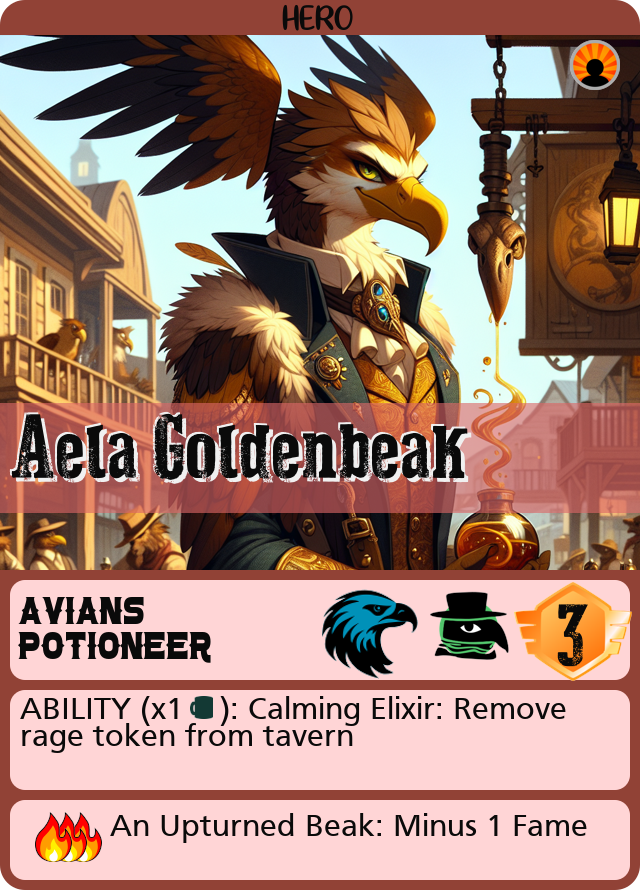 HERO
Aela Goldenbeak
AVIANS
POTIONEER
3
ABILITY (x1 ): Calming Elixir: Remove
rage token from tavern
An Upturned Beak: Minus 1 Fame